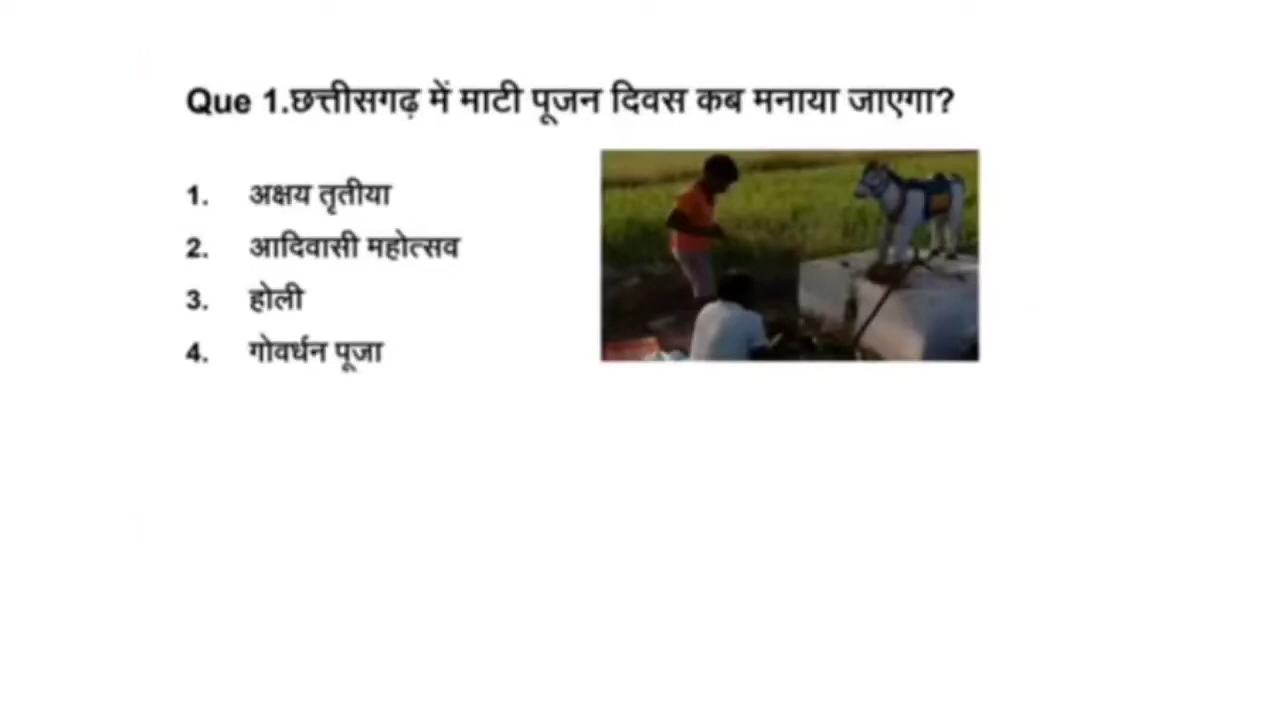 Que 1.छत्तीसगढ़ में माटी पूजन दिवस कब मनाया जाएगा?
1. अक्षय तृतीया
2. आदिवासी महोत्सव
3. होली
4. गोवर्धन पूजा